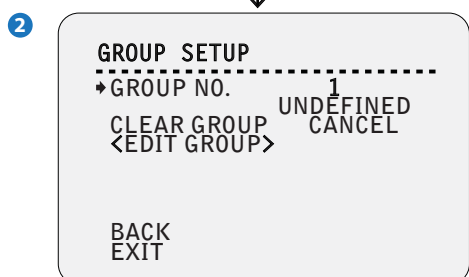 2
GROUP SETUP
GROUP NO. 1
UNDEFINED
CLEAR GROUP CANCEL
<EDIT GROUP>
BACK
EXIT